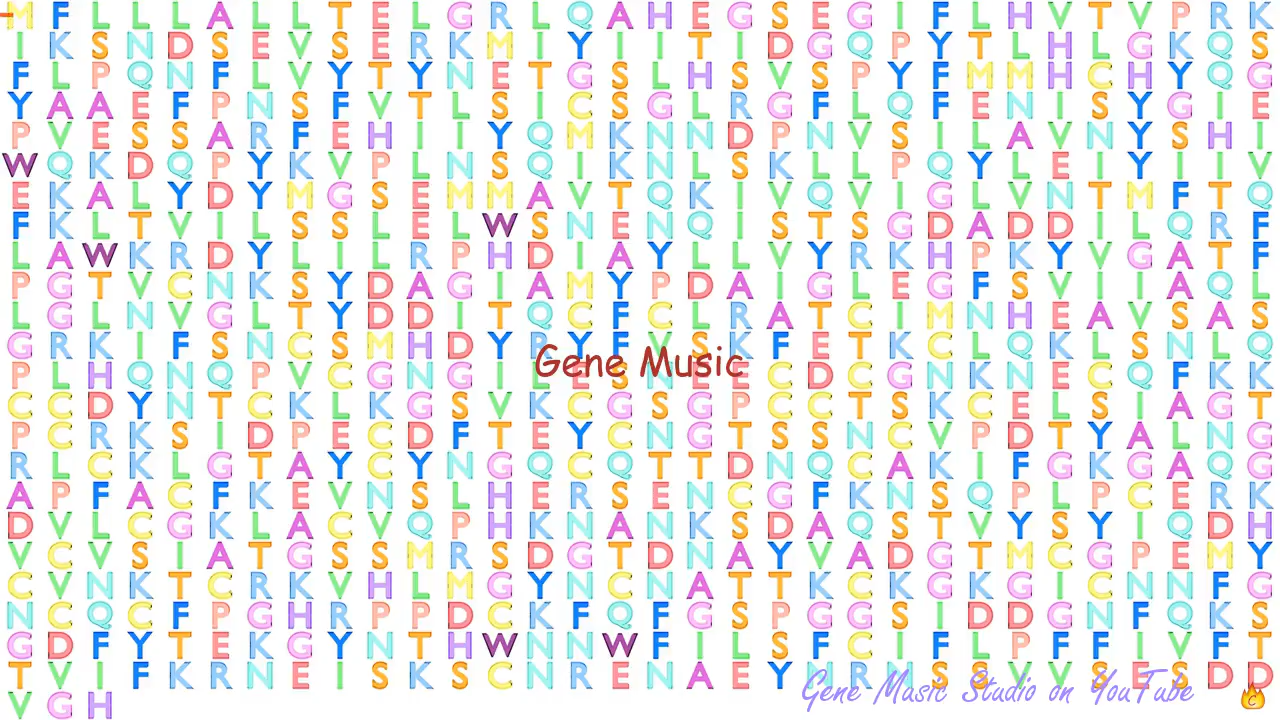 M F L L L A L L T E L G R L Q A H E G S E G I F L H V T V P R K
I K S N D S E V S E R K M I Y I I T I D G Q P Y T L H L G K Q S
F L P Q N F L V Y T Y N E T G S L H S V S P Y F M M H C H Y Q G
Y A A E F P N S F V T L S I C S G L R G F L Q F E N I S Y G I E
P V E S S A R F E H I I Y Q M K N N D P N V S I L A V N Y S H I
W Q K D Q P Y K V P L N S Q I K N L S K L L P Q Y L E I Y I I V
E K A L Y D Y M G S E M M A V T Q K I V Q V I G L V N T M F T Q
F K L T V I L S S L E L W S N E N Q I S T S G D A D D I L Q R F
L A W K R D Y L I L R P H D I A Y L L V Y R K H P K Y V G A T F
P G T V C N K S Y D A G I A M Y P D A I G L E G F S V I I A Q L
L G L N V G L T Y D D I T Q C F C L R A T C I M N H E A V S A S
G R K I F S N C S M H D Y R Y F V S K F E T K C L Q K L S N L Q
Gene Music
P L H Q N Q P V C G N G I L E S N E E C D C G N K N E C Q F K K
C C D Y N T C K L K G S V K C G S G P C C T S K C E L S I A G T
P C R K S I D P E C D F T E Y C N G T S S N C V P D T Y A L N G
R L C K L G T A Y C Y N G Q C Q T T D N Q C A K I F G K G A Q G
A P F A C F K E V N S L H E R S E N C G F K N S Q P L P C E R K
D V L C G K L A C V Q P H K N A N K S D A Q S T V Y S Y I Q D H
V C V S I A T G S S M R S D G T D N A Y V A D G T M C G P E M Y
C V N K T C R K V H L M G Y N C N A T T K C K G K G I C N N F G
N C Q C F P G H R P P D C K F Q F G S P G G S I D D G N F Q K S
G D F Y T E K G Y N T H W N N W F I L S F C I F L P F F I V F T
T V I F K R N E I S K S C N R E N A E Y N R N S S V V S E S D D
Gene Music Studio on YouTube
V G H